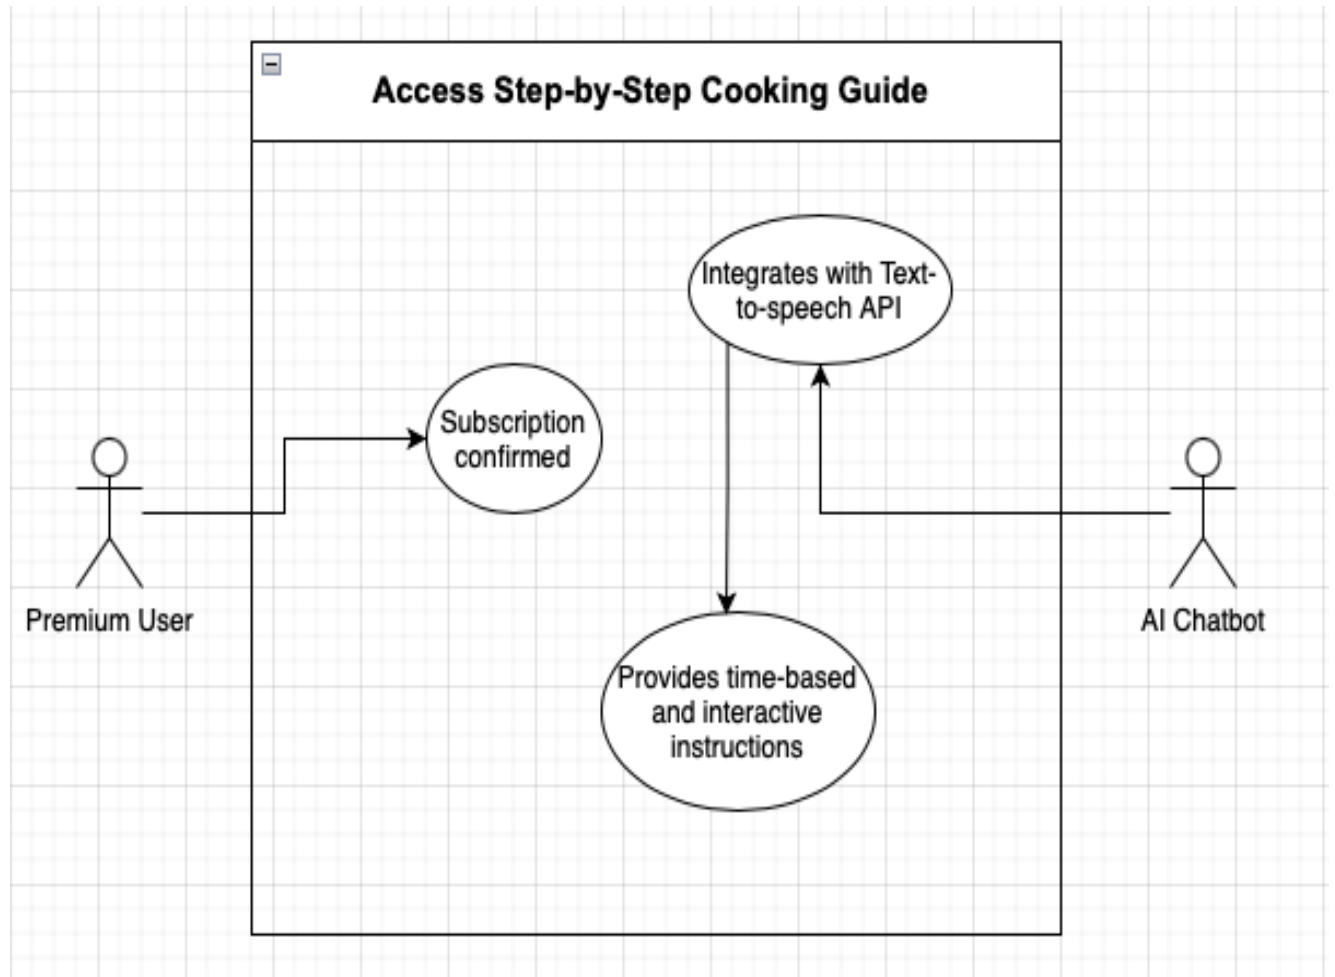 Access Step-by-Step Cooking Guide
Integrates with Text-
to-speech API
Subscription
confirmed
Premium User
AI Chatbot
Provides time-based
and interactive
instructions